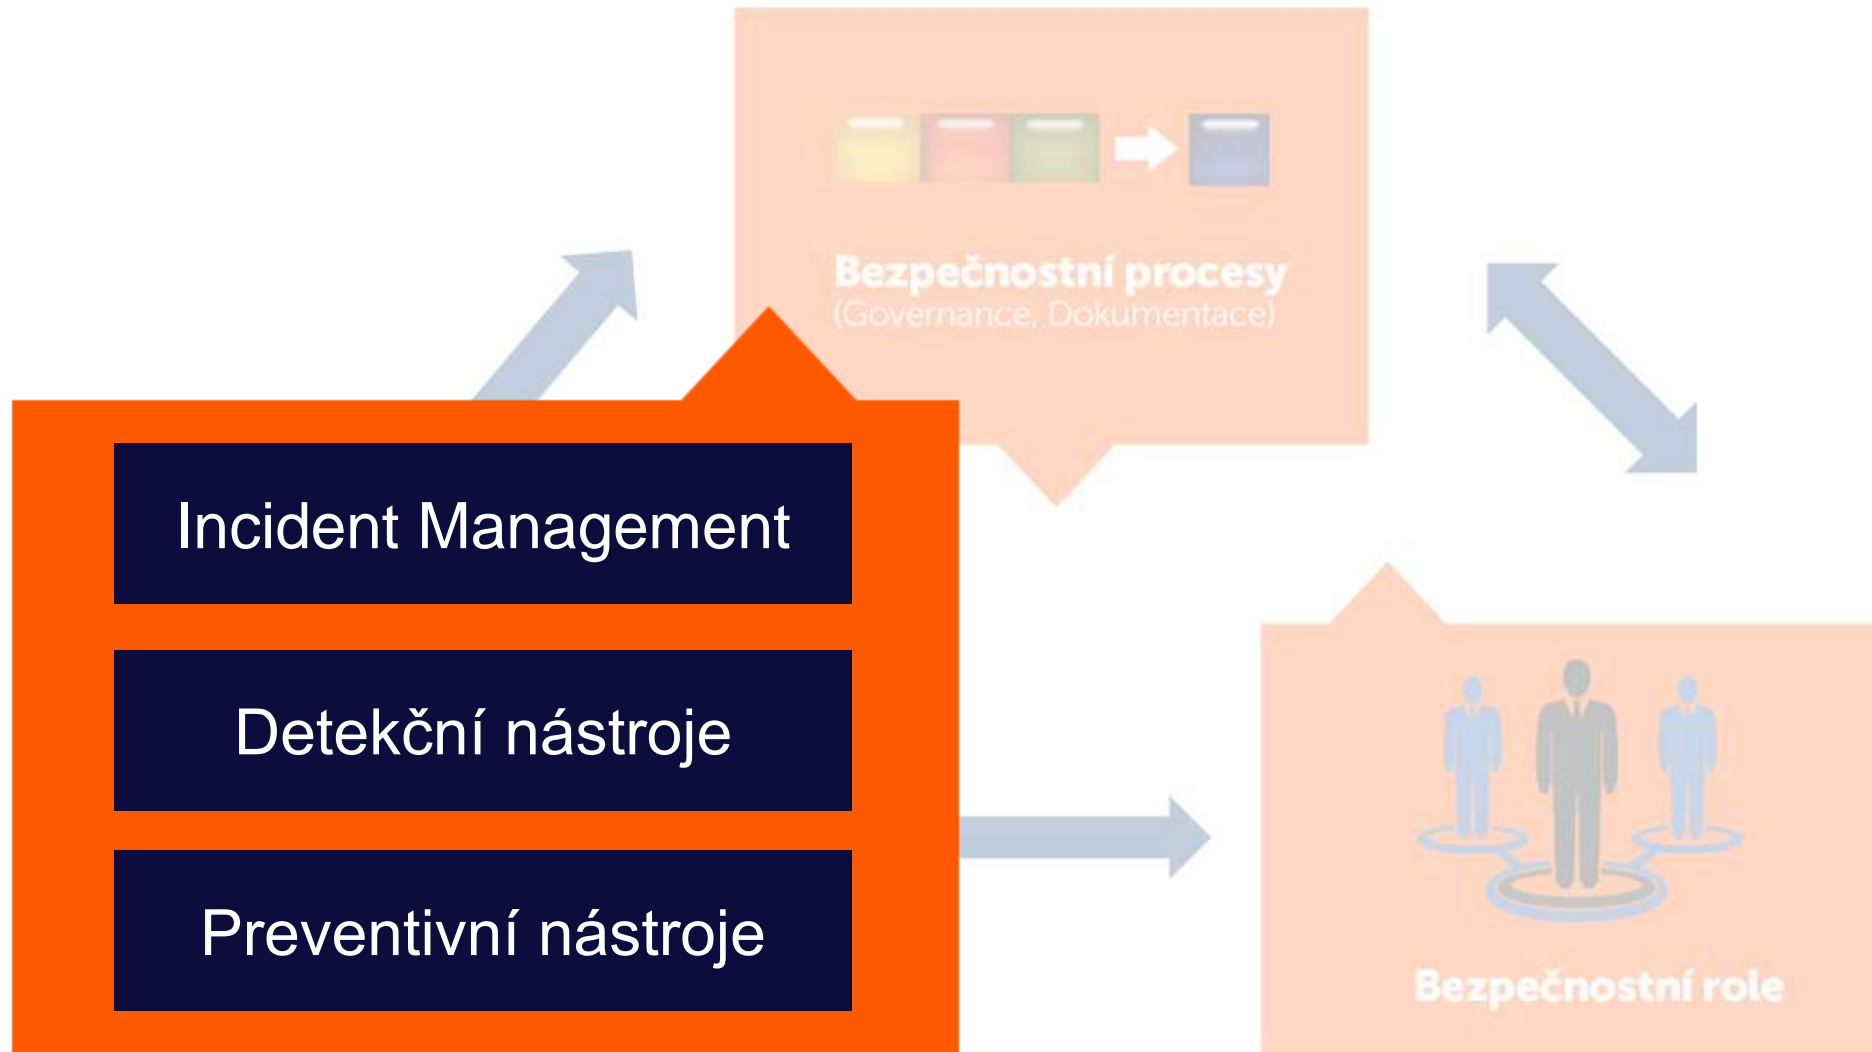 Bezpečnostní procesy
(Governance, Dokumentace)
Incident Management
Detekční nástroje
Preventivní nástroje
Bezpečnostní role